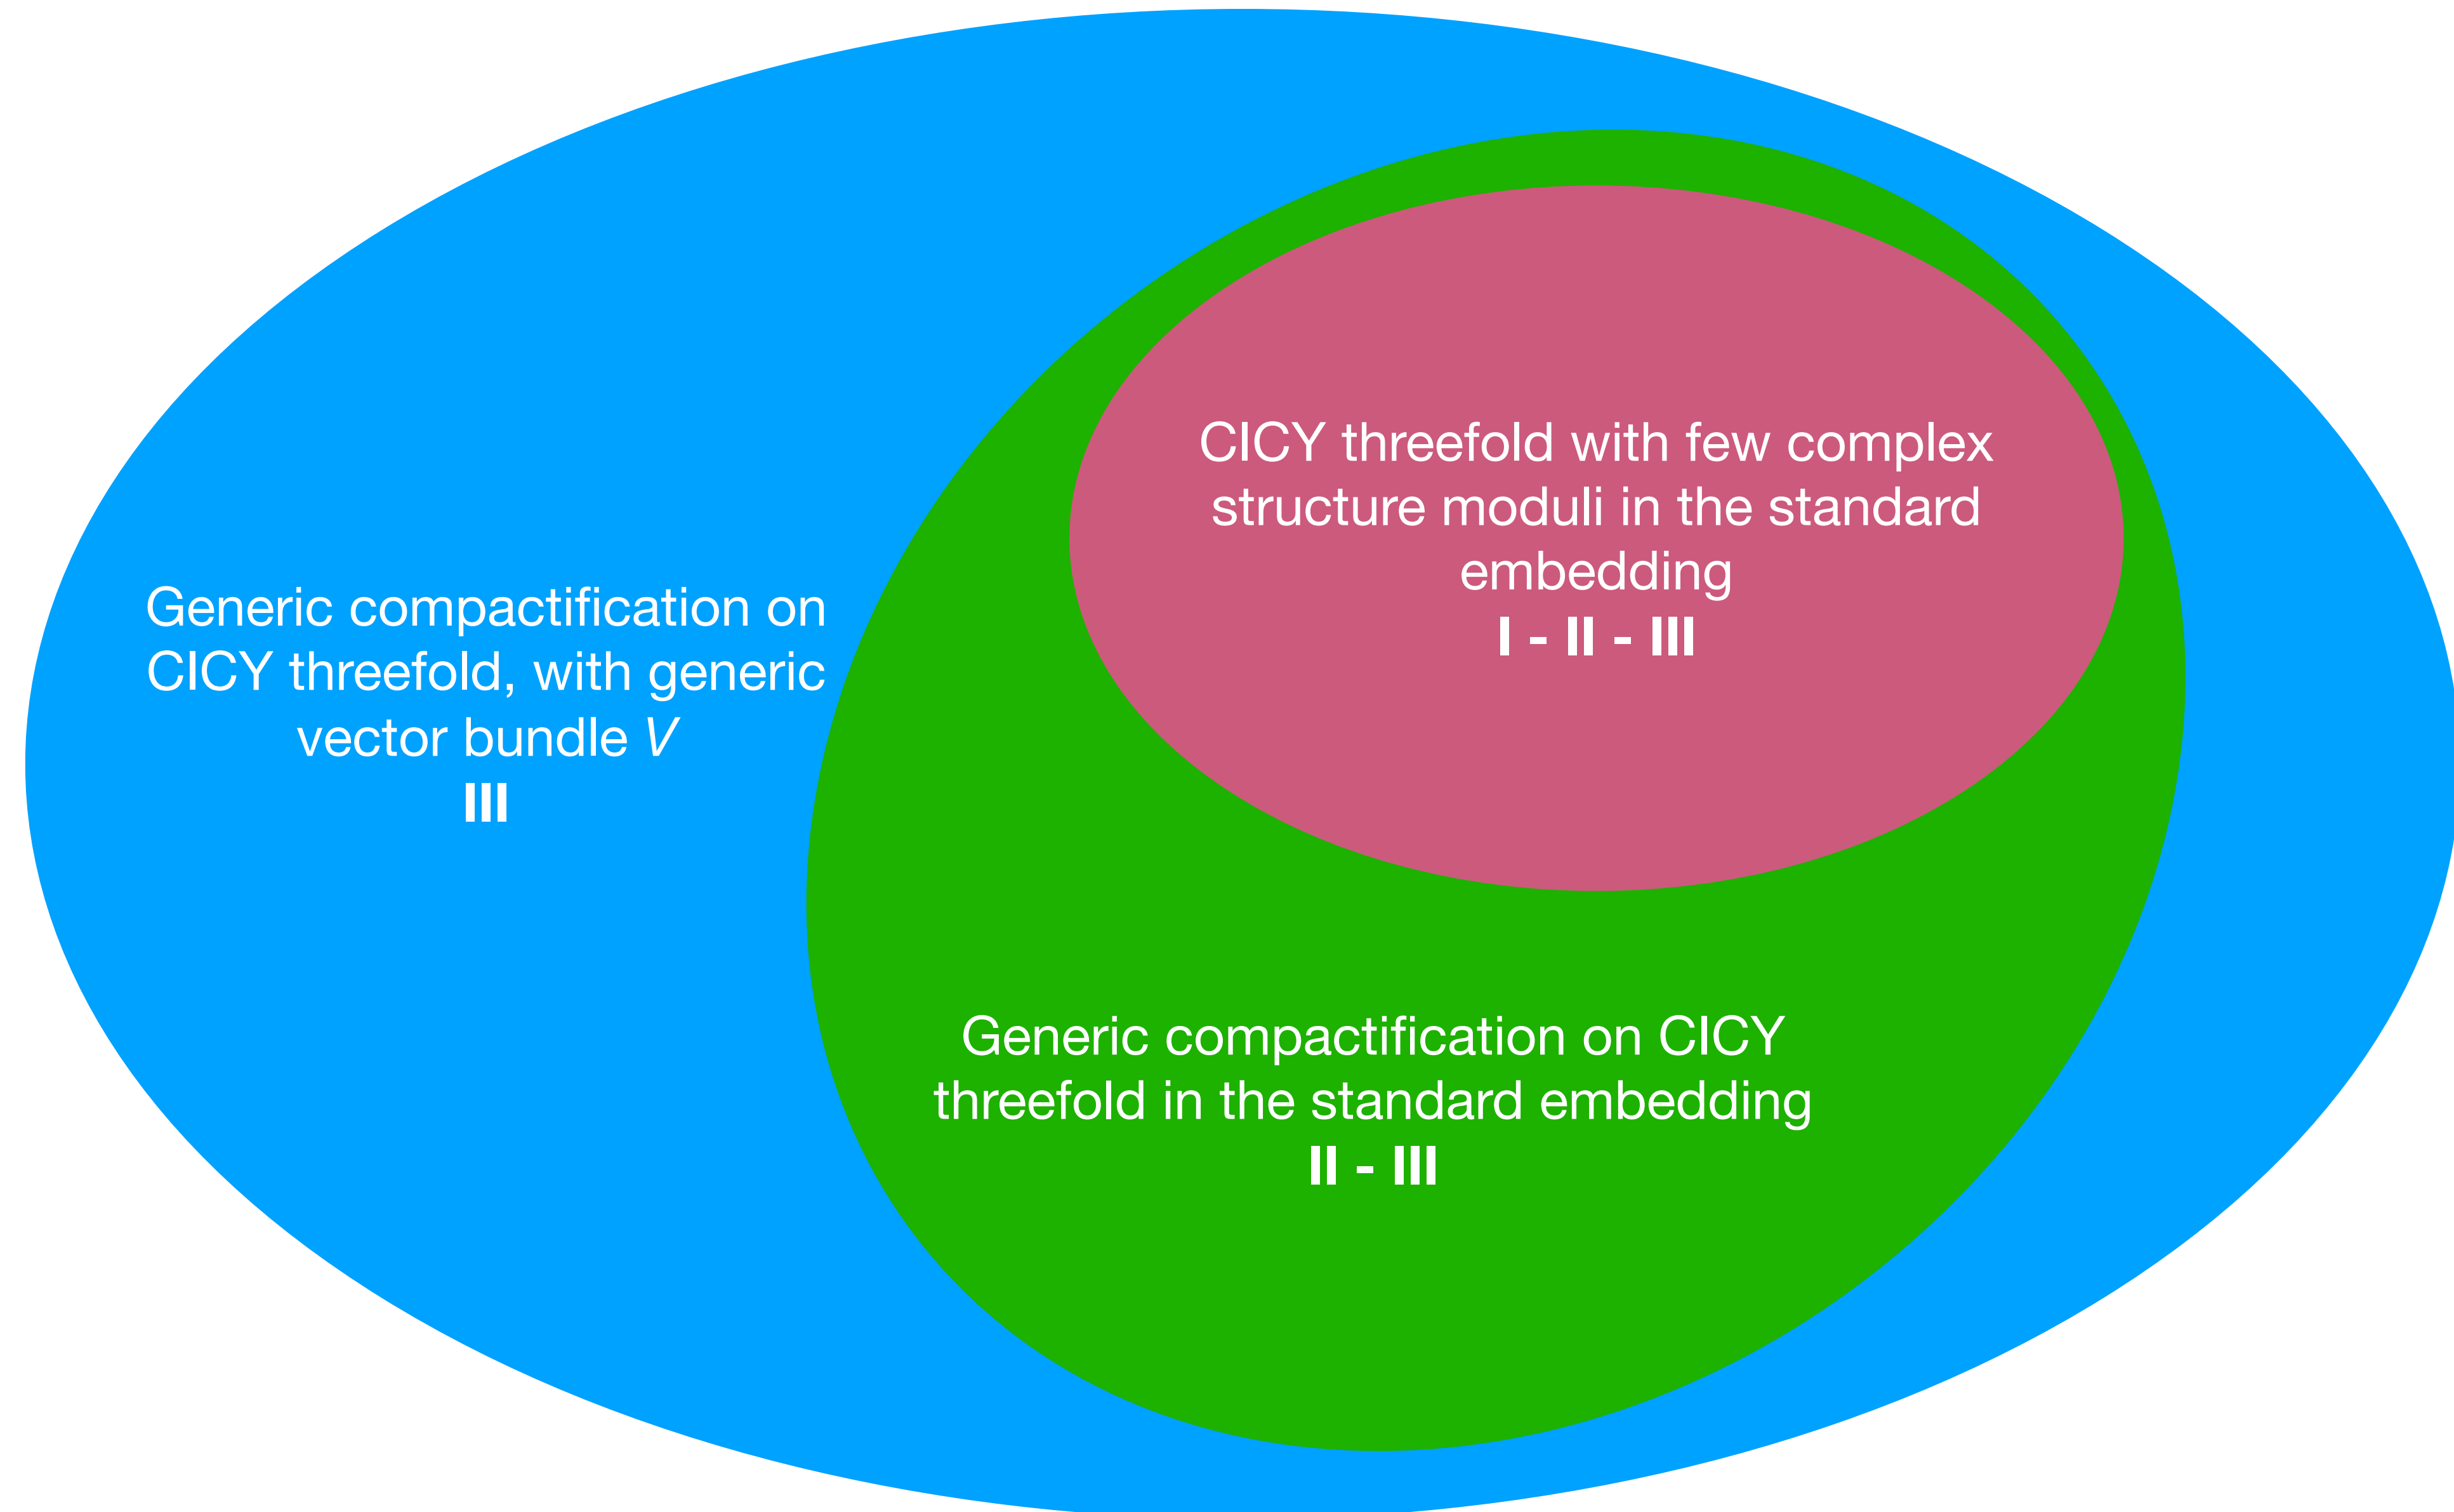 Generic compactification on
CICY threefold, with generic
vector bundle V
III
CICY threefold with few complex
structure moduli in the standard
embedding
I - II - III
Generic compactification on CICY
threefold in the standard embedding
II - III